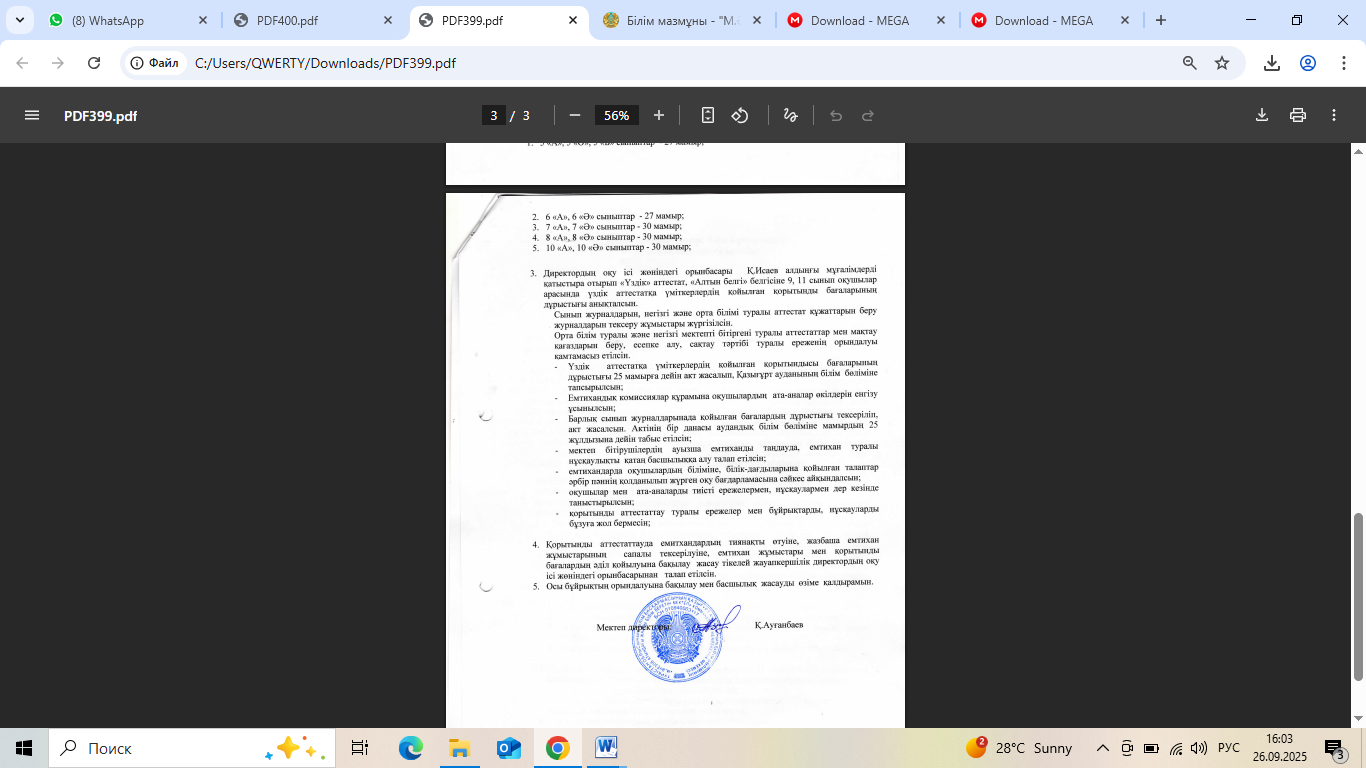 (8) WhatsApp
PDF400.pdf
PDF399.pdf
Білім мазмұны - "М.
Download - MEGA
Download - MEGA
Файл
C:/Users/QWERTY/Downloads/PDF399.pdf
PDF399.pdf
3 / 3
56%
2. 6 «А», 6 «Ә» сыныптар - 27 мамыр;
3. 7 «А», 7 «Ә» сыныптар - 30 мамыр;
4. 8 «А», 8 «Ә» сыныптар - 30 мамыр;
5. 10 «А», 10 «Ә» сыныптар - 30 мамыр;
3. Директордың оқу ісі жөніндегі орынбасары Қ.Исаев алдыңғы мұғалімдерді
қатыстыра отырып «Үздік» аттестат, «Алтын белгі» белгісіне 9, 11 сынып оқушылар
арасында үздік аттестатқа үміткерлердің қойылған қорытынды бағаларының
дұрыстығы анықталсын.
Сынып журналдарын, негізгі және орта білімі туралы аттестат құжаттарын беру
журналдарын тексеру жұмыстары жүргізілсін.
Орта білім туралы және негізгі мектепті бітіргені туралы аттестаттар мен мақтау
қағаздарын беру, есепке алу, сақтау тәртібі туралы ереженің орындалуы
қамтамасыз етілсін.
- Үздік аттестатқа үміткерлердің қойылған қорытындысы бағаларының
дұрыстығы 25 мамырға дейін акт жасалып, Қазығұрт ауданының білім бөліміне
тапсырылсын;
- Емтихандық комиссиялар құрамына оқушылардың ата-аналар өкілдерін енгізу
ұсынылсын;
- Барлық сынып журналдарынада қойылған бағалардың дұрыстығы тексеріліп,
акт жасалсын. Актінің бір данасы аудандық білім бөліміне мамырдың 25
жұлдызына дейін табыс етілсін;
- мектеп бітірушілердің ауызша емтиханды таңдауда, емтихан туралы
нұсқаулықты қатаң басшылыққа алу талап етілсін;
- емтихандарда оқушылардың біліміне, білік-дағдыларына қойылған талаптар
әрбір пәннің қолданылып жүрген оқу бағдарламасына сәйкес айқындалсын;
- оқушылар мен ата-аналарды тиісті ережелермен, нұсқаулармен дер кезінде
таныстырылсын;
- қорытынды аттестаттау туралы ережелер мен бұйрықтарды, нұсқауларды
бұзуға жол бермесін;
4. Қорытынды аттестаттауда емитхандардың тиянақты өтуіне, жазбаша емтихан
жұмыстарының сапалы тексерілуіне, емтихан жұмыстары мен қорытынды
бағалардың әділ қойылуына бақылау жасау тікелей жауапкершілік директордың оқу
ісі жөніндегі орынбасарынан талап етілсін.
5. Осы бұйрықтың орындалуына бақылау мен басшылық жасауды өзіме қалдырамын.
Мектеп директоры: Қ.Ауғанбаев
Поиск
28°C Sunny
РУС
16:03
26.09.2025